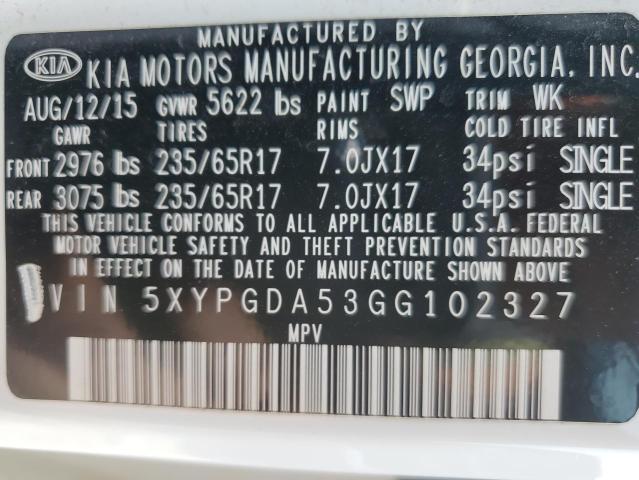 MANUFACTURED BY
KIA KIA MOTORS MANUFACTURING GEORGIA, INC.
AUG/12/15 GVWR 5622 lbs PAINT SWP TRIM WK
GAWR TIRES RIMS COLD TIRE INFL
FRONT 2976 lbs 235/65R17 7.0JX17 34psi SINGLE
REAR 3075 lbs 235/65R17 7.0JX17 34psi SINGLE
THIS VEHICLE CONFORMS TO ALL APPLICABLE U.S.A. FEDERAL
MOTOR VEHICLE SAFETY AND THEFT PREVENTION STANDARDS
IN EFFECT ON THE DATE OF MANUFACTURE SHOWN ABOVE
VIN 5XYPGDA53GG102327
MPV